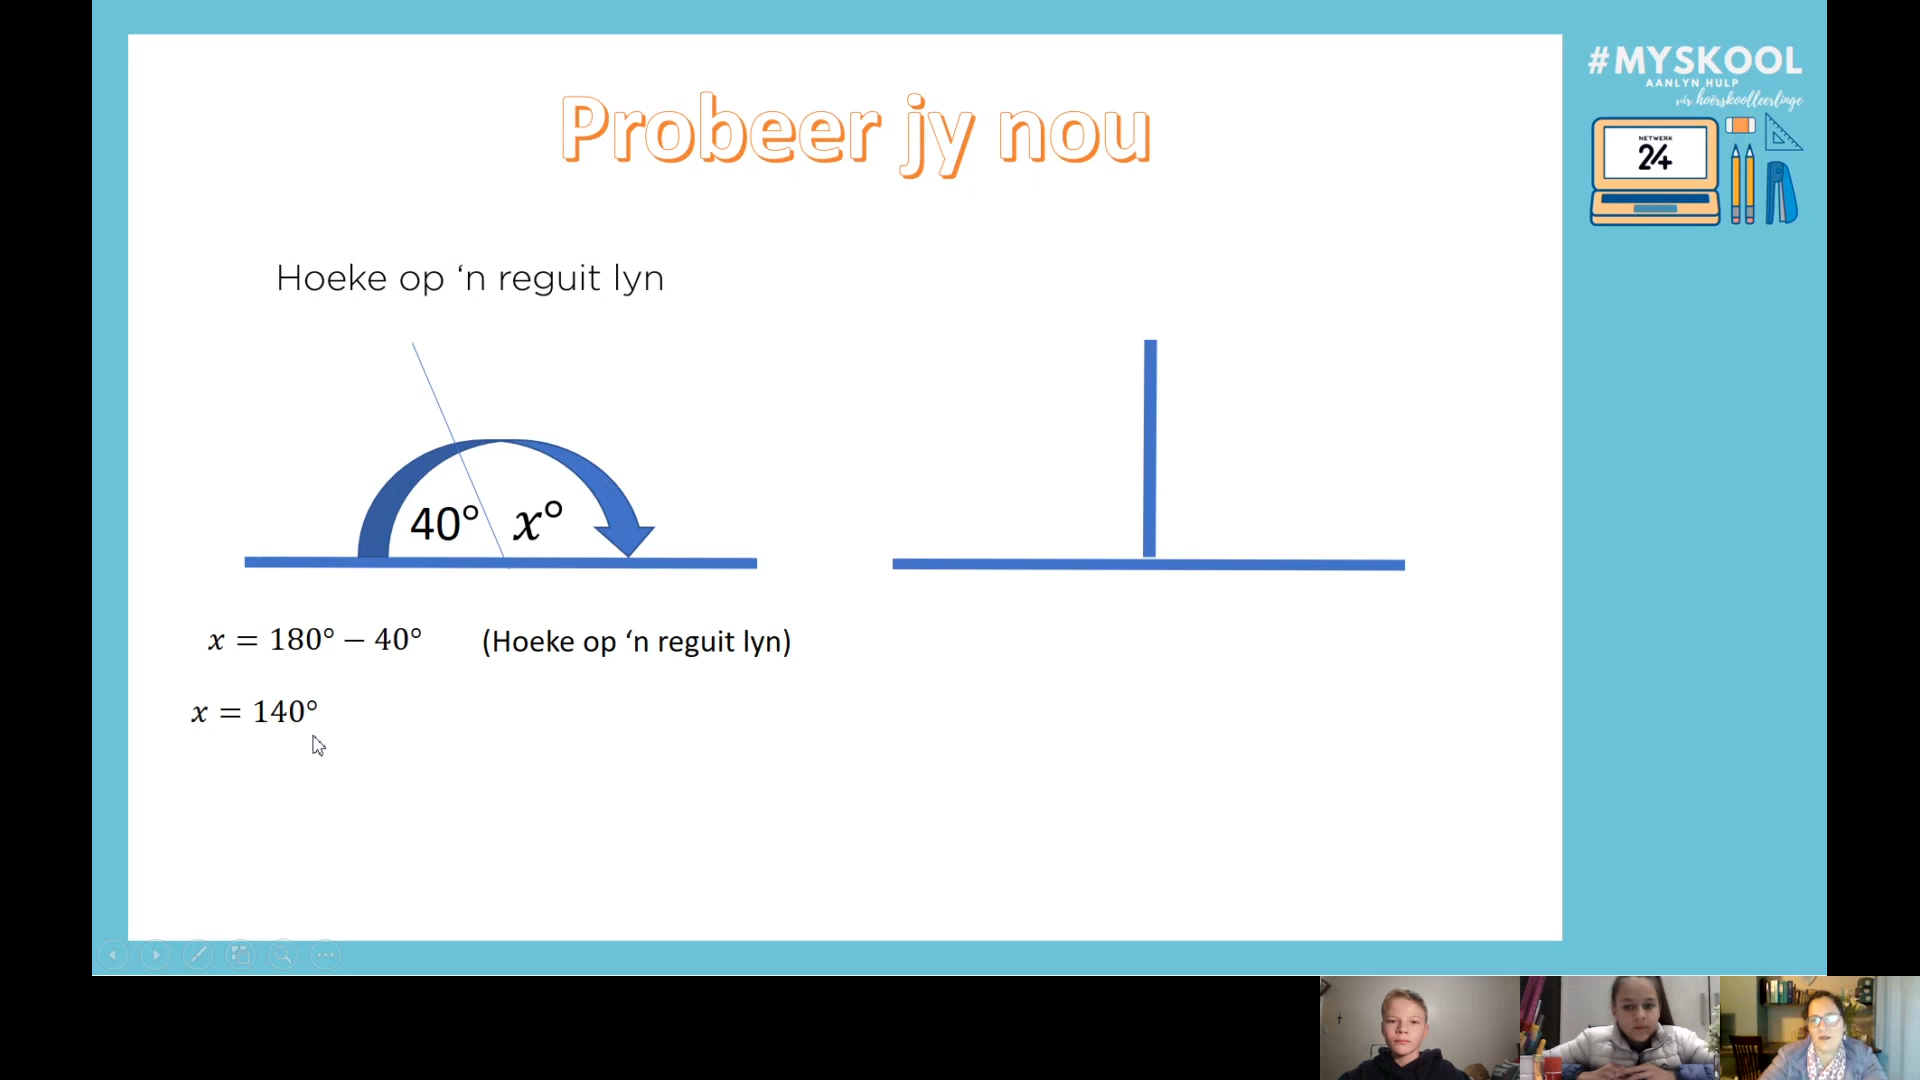 #MYSKOOL
AANLYN HULP
vir hoërskoolleerlinge
NETWERK
24
Probeer jy nou
Hoeke op ‘n reguit lyn
40° x°
x = 180° − 40° (Hoeke op ‘n reguit lyn)
x = 140°